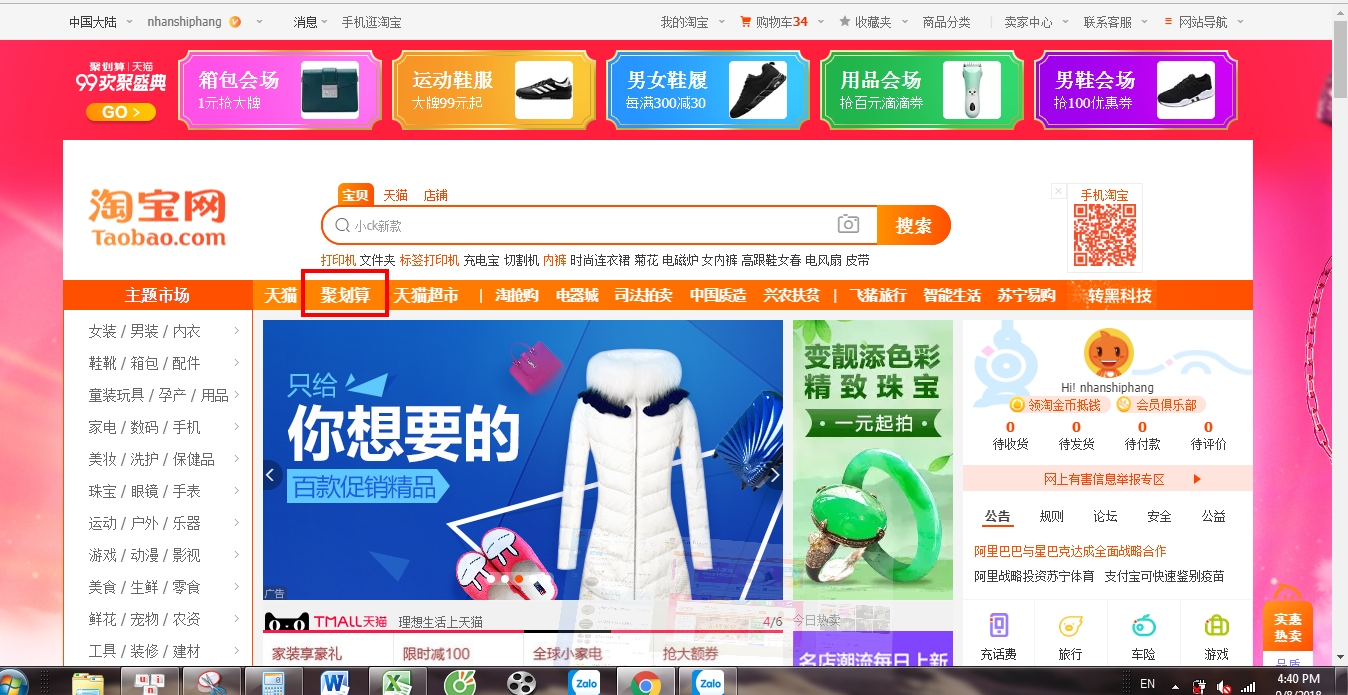 中国大陆 nhanshiphang 消息 手机逛淘宝 我的淘宝 购物车34 收藏夹 商品分类 | 卖家中心 联系客服 网站导航
聚划算|天猫
99欢聚盛典
GO >
箱包会场
1元抢大牌
运动鞋服
大牌99元起
男女鞋履
每满300减30
用品会场
抢百元滴滴券
男鞋会场
抢100优惠券
淘宝网
Taobao.com
宝贝 天猫 店铺
小ck新款
搜索
手机淘宝
打印机 文件夹 标签打印机 充电宝 切割机 内裤 时尚连衣裙 菊花 电磁炉 女内裤 高跟鞋女春 电风扇 皮带
主题市场 天猫 聚划算 天猫超市 | 淘抢购 电器城 司法拍卖 中国质造 兴农扶贫 | 飞猪旅行 智能生活 苏宁易购 转黑科技
女装 / 男装 / 内衣
鞋靴 / 箱包 / 配件
童装玩具 / 孕产 / 用品
家电 / 数码 / 手机
美妆 / 洗护 / 保健品
珠宝 / 眼镜 / 手表
运动 / 户外 / 乐器
游戏 / 动漫 / 影视
美食 / 生鲜 / 零食
鲜花 / 宠物 / 农资
工具 / 装修 / 建材
只给
你想要的
百款促销精品
广告
变靓添色彩
精致珠宝
·一元起拍·
Hi! nhanshiphang
领淘金币抵钱 会员俱乐部
0 0 0 0
待收货 待发货 待付款 待评价
网上有害信息举报专区
公告 规则 论坛 安全 公益
阿里巴巴与星巴克达成全面战略合作
阿里战略投资苏宁体育 支付宝可快速鉴别疫苗
TMALL天猫 理想生活上天猫 4/6
家装享豪礼 限时减100 全球小家电 抢大额券
今日热卖
名店潮流每日上新
充话费 旅行 车险 游戏
实惠
热卖
品质
Zalo Zalo
EN 4:40 PM